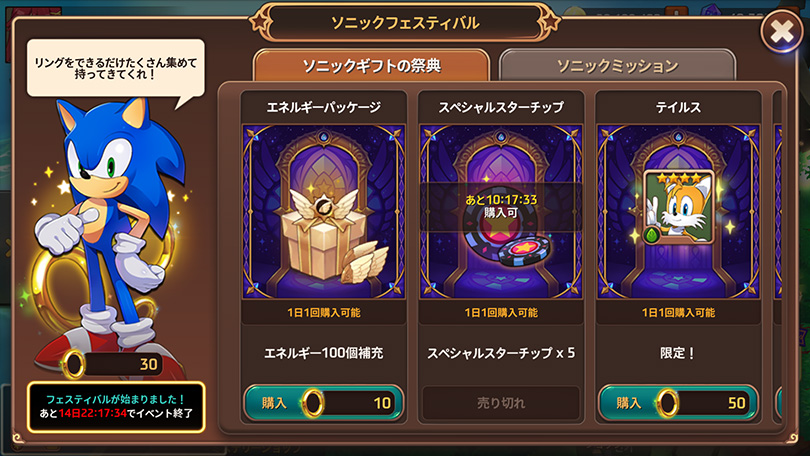 ソニックフェスティバル
リングをできるだけたくさん集めて
持ってきてくれ！
ソニックギフトの祭典
ソニックミッション
エネルギーパッケージ
スペシャルスターチップ
テイルス
あと10:17:33
購入可
1日1回購入可能
1日1回購入可能
1日1回購入可能
エネルギー100個補充
スペシャルスターチップ x 5
限定！
30
購入 10
売り切れ
購入 50
フェスティバルが始まりました！
あと14日22:17:34でイベント終了